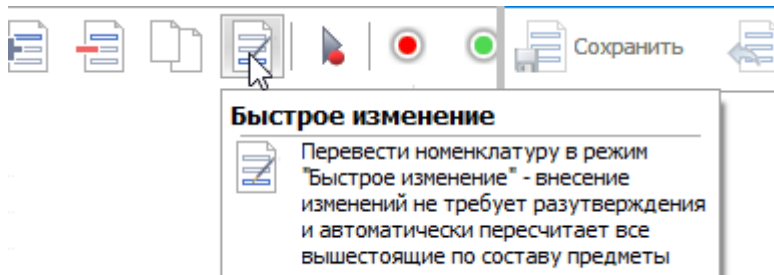 Сохранить
Быстрое изменение
Перевести номенклатуру в режим
"Быстрое изменение" - внесение
изменений не требует разутверждения
и автоматически пересчитает все
вышестоящие по составу предметы